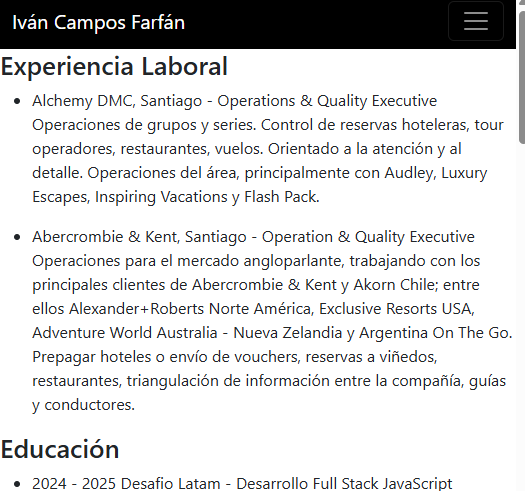 Iván Campos Farfán
Experiencia Laboral
Alchemy DMC, Santiago - Operations & Quality Executive
Operaciones de grupos y series. Control de reservas hoteleras, tour
operadores, restaurantes, vuelos. Orientado a la atención y al
detalle. Operaciones del área, principalmente con Audley, Luxury
Escapes, Inspiring Vacations y Flash Pack.
Abercrombie & Kent, Santiago - Operation & Quality Executive
Operaciones para el mercado angloparlante, trabajando con los
principales clientes de Abercrombie & Kent y Akorn Chile; entre
ellos Alexander+Roberts Norte América, Exclusive Resorts USA,
Adventure World Australia - Nueva Zelandia y Argentina On The Go.
Prepagar hoteles o envío de vouchers, reservas a viñedos,
restaurantes, triangulación de información entre la compañía, guías
y conductores.
Educación
2024 - 2025 Desafio Latam - Desarrollo Full Stack JavaScript